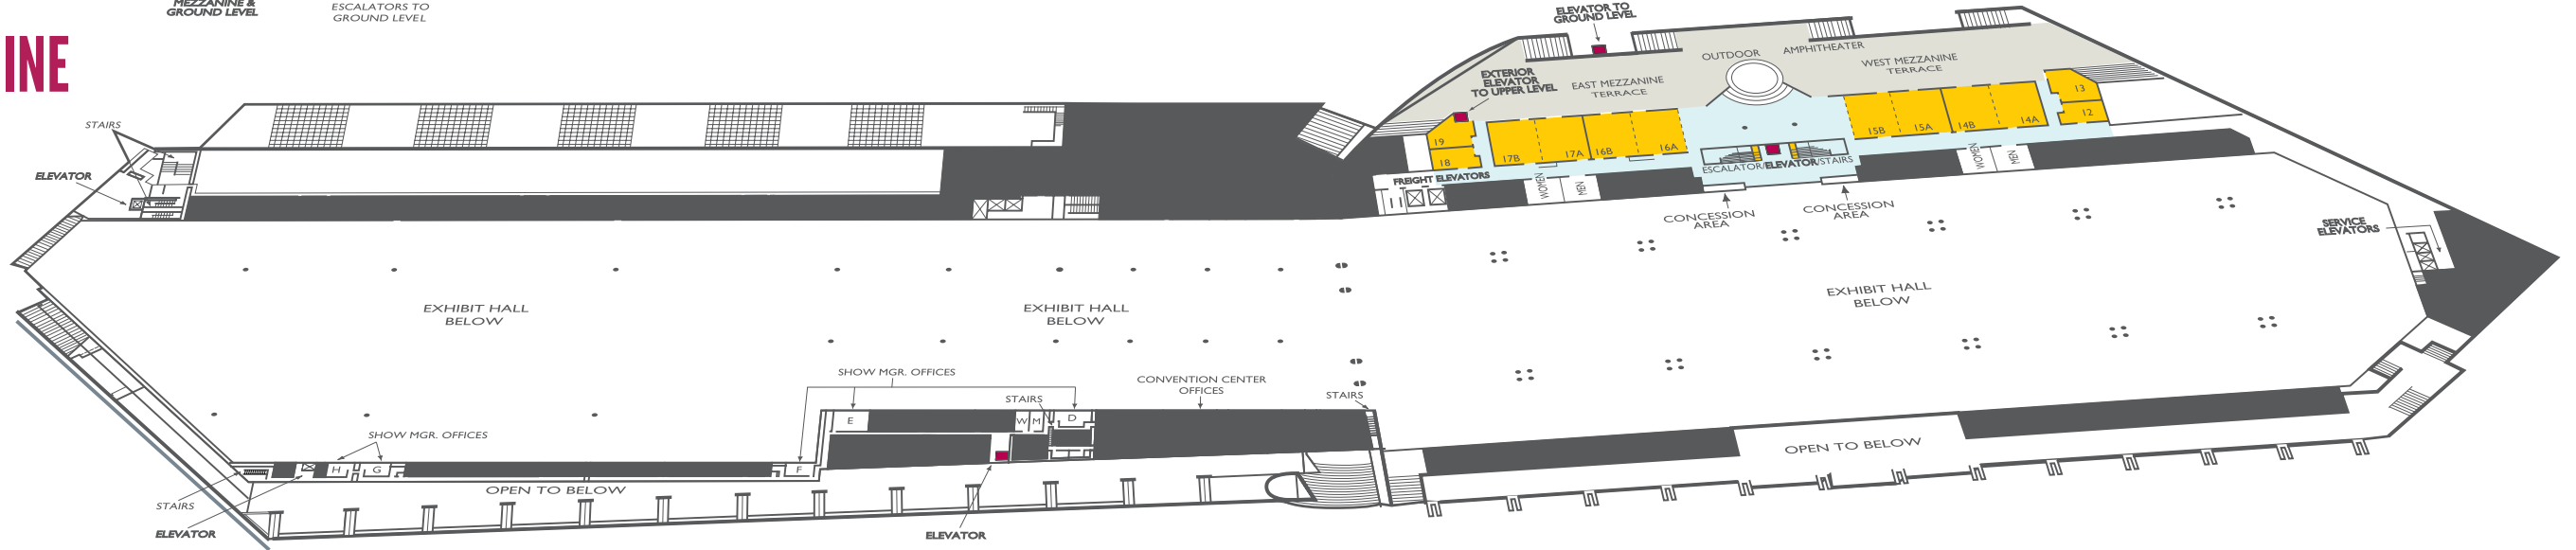 MEZZANINE &
GROUND LEVEL
ESCALATORS TO
GROUND LEVEL
INE
ELEVATOR TO
GROUND LEVEL
OUTDOOR AMPHITHEATER
WEST MEZZANINE
TERRACE
EXTERIOR
ELEVATOR
TO UPPER LEVEL
EAST MEZZANINE
TERRACE
13
12
14A
14B
15A
15B
16A
16B
17A
17B
19
18
STAIRS
ELEVATOR
FREIGHT ELEVATORS
WOMEN
MEN
ESCALATOR/ELEVATOR/STAIRS
WOMEN
MEN
CONCESSION
AREA
CONCESSION
AREA
SERVICE
ELEVATORS
EXHIBIT HALL
BELOW
EXHIBIT HALL
BELOW
EXHIBIT HALL
BELOW
SHOW MGR. OFFICES
CONVENTION CENTER
OFFICES
STAIRS
STAIRS
E
W M
D
SHOW MGR. OFFICES
H
G
F
OPEN TO BELOW
OPEN TO BELOW
STAIRS
ELEVATOR
ELEVATOR